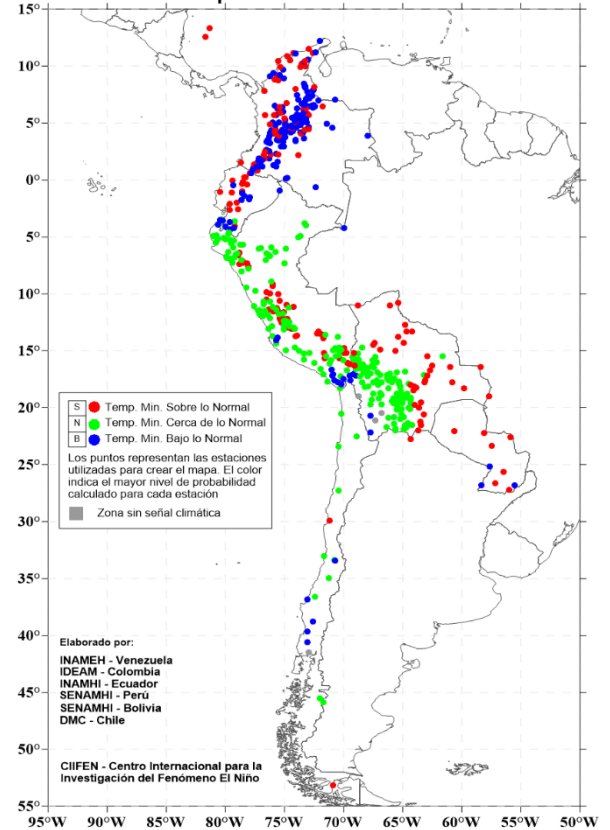 15°
10°
5°
0°
5°
10°
15°
20°
25°
30°
35°
40°
45°
50°
55°
S Temp. Min. Sobre lo Normal
N Temp. Min. Cerca de lo Normal
B Temp. Min. Bajo lo Normal
Los puntos representan las estaciones
utilizadas para crear el mapa. El color
indica el mayor nivel de probabilidad
calculado para cada estación
Zona sin señal climática
Elaborado por:
INAMEH - Venezuela
IDEAM - Colombia
INAMHI - Ecuador
SENAMHI - Perú
SENAMHI - Bolivia
DMC - Chile
CIIFEN - Centro Internacional para la
Investigación del Fenómeno El Niño
95°W 90°W 85°W 80°W 75°W 70°W 65°W 60°W 55°W 50°W